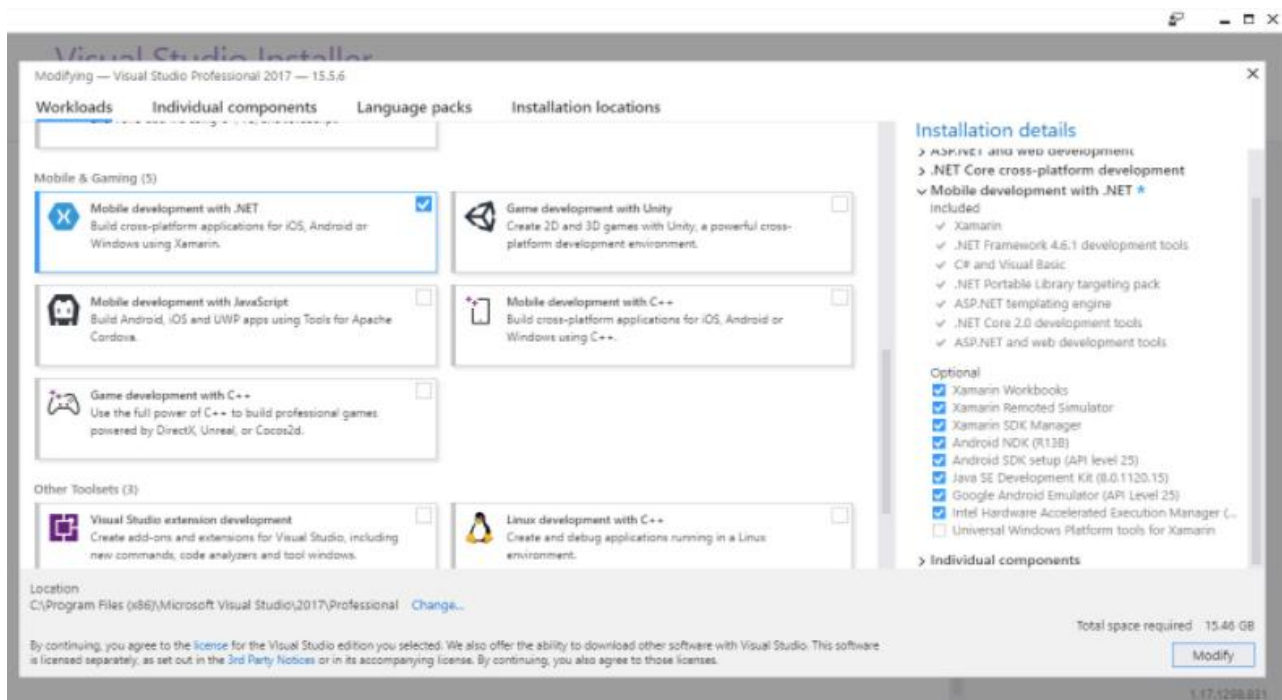 Visual Studio Installer
Modifying — Visual Studio Professional 2017 — 15.5.6
Workloads Individual components Language packs Installation locations
Mobile & Gaming (5)
Mobile development with .NET
Build cross-platform applications for iOS, Android or
Windows using Xamarin.
Game development with Unity
Create 2D and 3D games with Unity, a powerful cross-
platform development environment.
Mobile development with JavaScript
Build Android, iOS and UWP apps using Tools for Apache
Cordova.
Mobile development with C++
Build cross-platform applications for iOS, Android or
Windows using C++.
Game development with C++
Use the full power of C++ to build professional games
powered by DirectX, Unreal, or Cocos2d.
Other Toolsets (3)
Visual Studio extension development
Create add-ons and extensions for Visual Studio, including
new commands, code analyzers and tool windows.
Linux development with C++
Create and debug applications running in a Linux
environment.
Installation details
ASP.NET and web development
.NET Core cross-platform development
Mobile development with .NET *
Included
Xamarin
.NET Framework 4.6.1 development tools
C# and Visual Basic
.NET Portable Library targeting pack
ASP.NET templating engine
.NET Core 2.0 development tools
ASP.NET and web development tools
Optional
Xamarin Workbooks
Xamarin Remoted Simulator
Xamarin SDK Manager
Android NDK (R13B)
Android SDK setup (API level 25)
Java SE Development Kit (8.0.1120.15)
Google Android Emulator (API Level 25)
Intel Hardware Accelerated Execution Manager (...
Universal Windows Platform tools for Xamarin
Individual components
Location
C:\Program Files (x86)\Microsoft Visual Studio\2017\Professional Change...
Total space required 15.46 GB
By continuing, you agree to the license for the Visual Studio edition you selected. We also offer the ability to download other software with Visual Studio. This software
is licensed separately, as set out in the 3rd Party Notices or in its accompanying license. By continuing, you also agree to those licenses.
Modify
1.17.1298.831